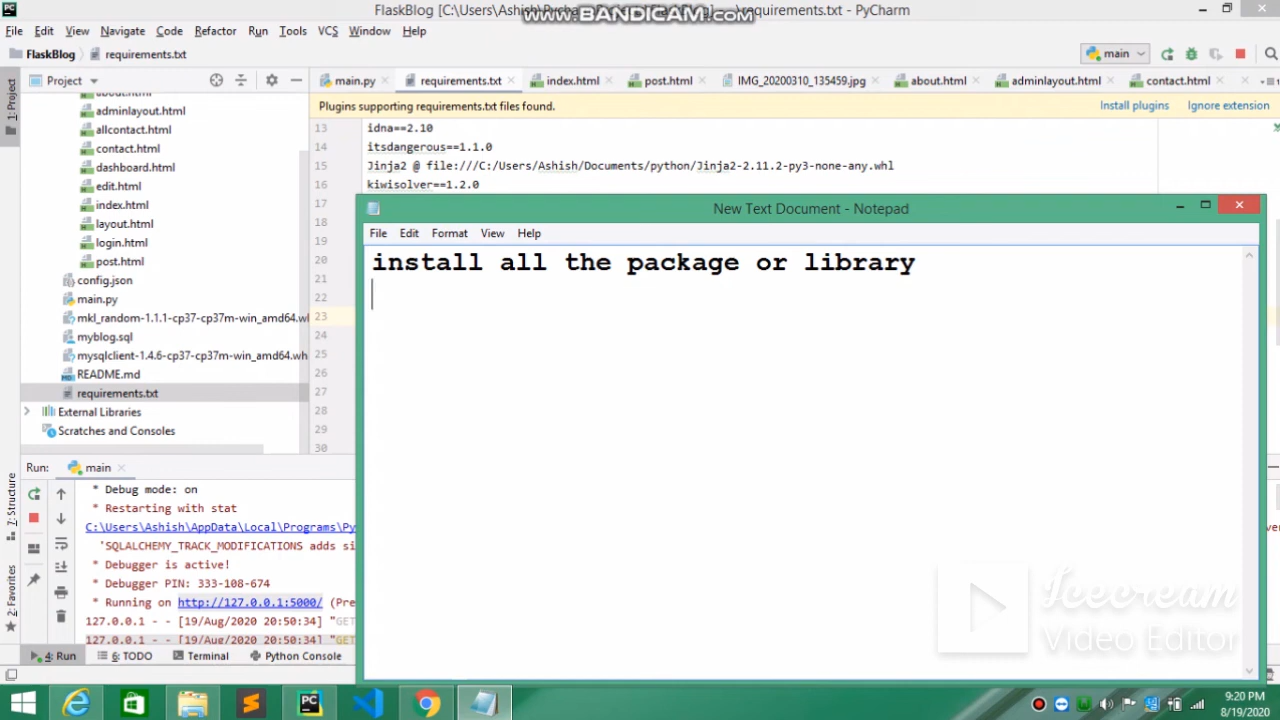 FlaskBlog [C:\Users\Ashish\Pycha
requirements.txt - PyCharm
www.BANDICAM.com
File Edit View Navigate Code Refactor Run Tools VCS Window Help
FlaskBlog requirements.txt
main
1: Project
Project
main.py requirements.txt index.html post.html IMG_20200310_135459.jpg about.html adminlayout.html contact.html
Plugins supporting requirements.txt files found. Install plugins Ignore extension
about.html
adminlayout.html
allcontact.html
contact.html
dashboard.html
edit.html
index.html
layout.html
login.html
post.html
config.json
main.py
mkl_random-1.1.1-cp37-cp37m-win_amd64.wh
myblog.sql
mysqlclient-1.4.6-cp37-cp37m-win_amd64.wh
README.md
requirements.txt
External Libraries
Scratches and Consoles
13 idna==2.10
14 itsdangerous==1.1.0
15 Jinja2 @ file:///C:/Users/Ashish/Documents/python/Jinja2-2.11.2-py3-none-any.whl
16 kiwisolver==1.2.0
17
18
19
20
21
22
23
24
25
26
27
28
29
30
New Text Document - Notepad
File Edit Format View Help
install all the package or library
Run: main
* Debug mode: on
* Restarting with stat
C:\Users\Ashish\AppData\Local\Programs\Py
'SQLALCHEMY_TRACK_MODIFICATIONS adds si
* Debugger is active!
* Debugger PIN: 333-108-674
* Running on http://127.0.0.1:5000/ (Pre
127.0.0.1 - - [19/Aug/2020 20:50:34] "GET
127.0.0.1 - - [19/Aug/2020 20:50:34] "GET
7: Structure
2: Favorites
4: Run 6: TODO Terminal Python Console
Icecream
Video Editor
9:20 PM
8/19/2020